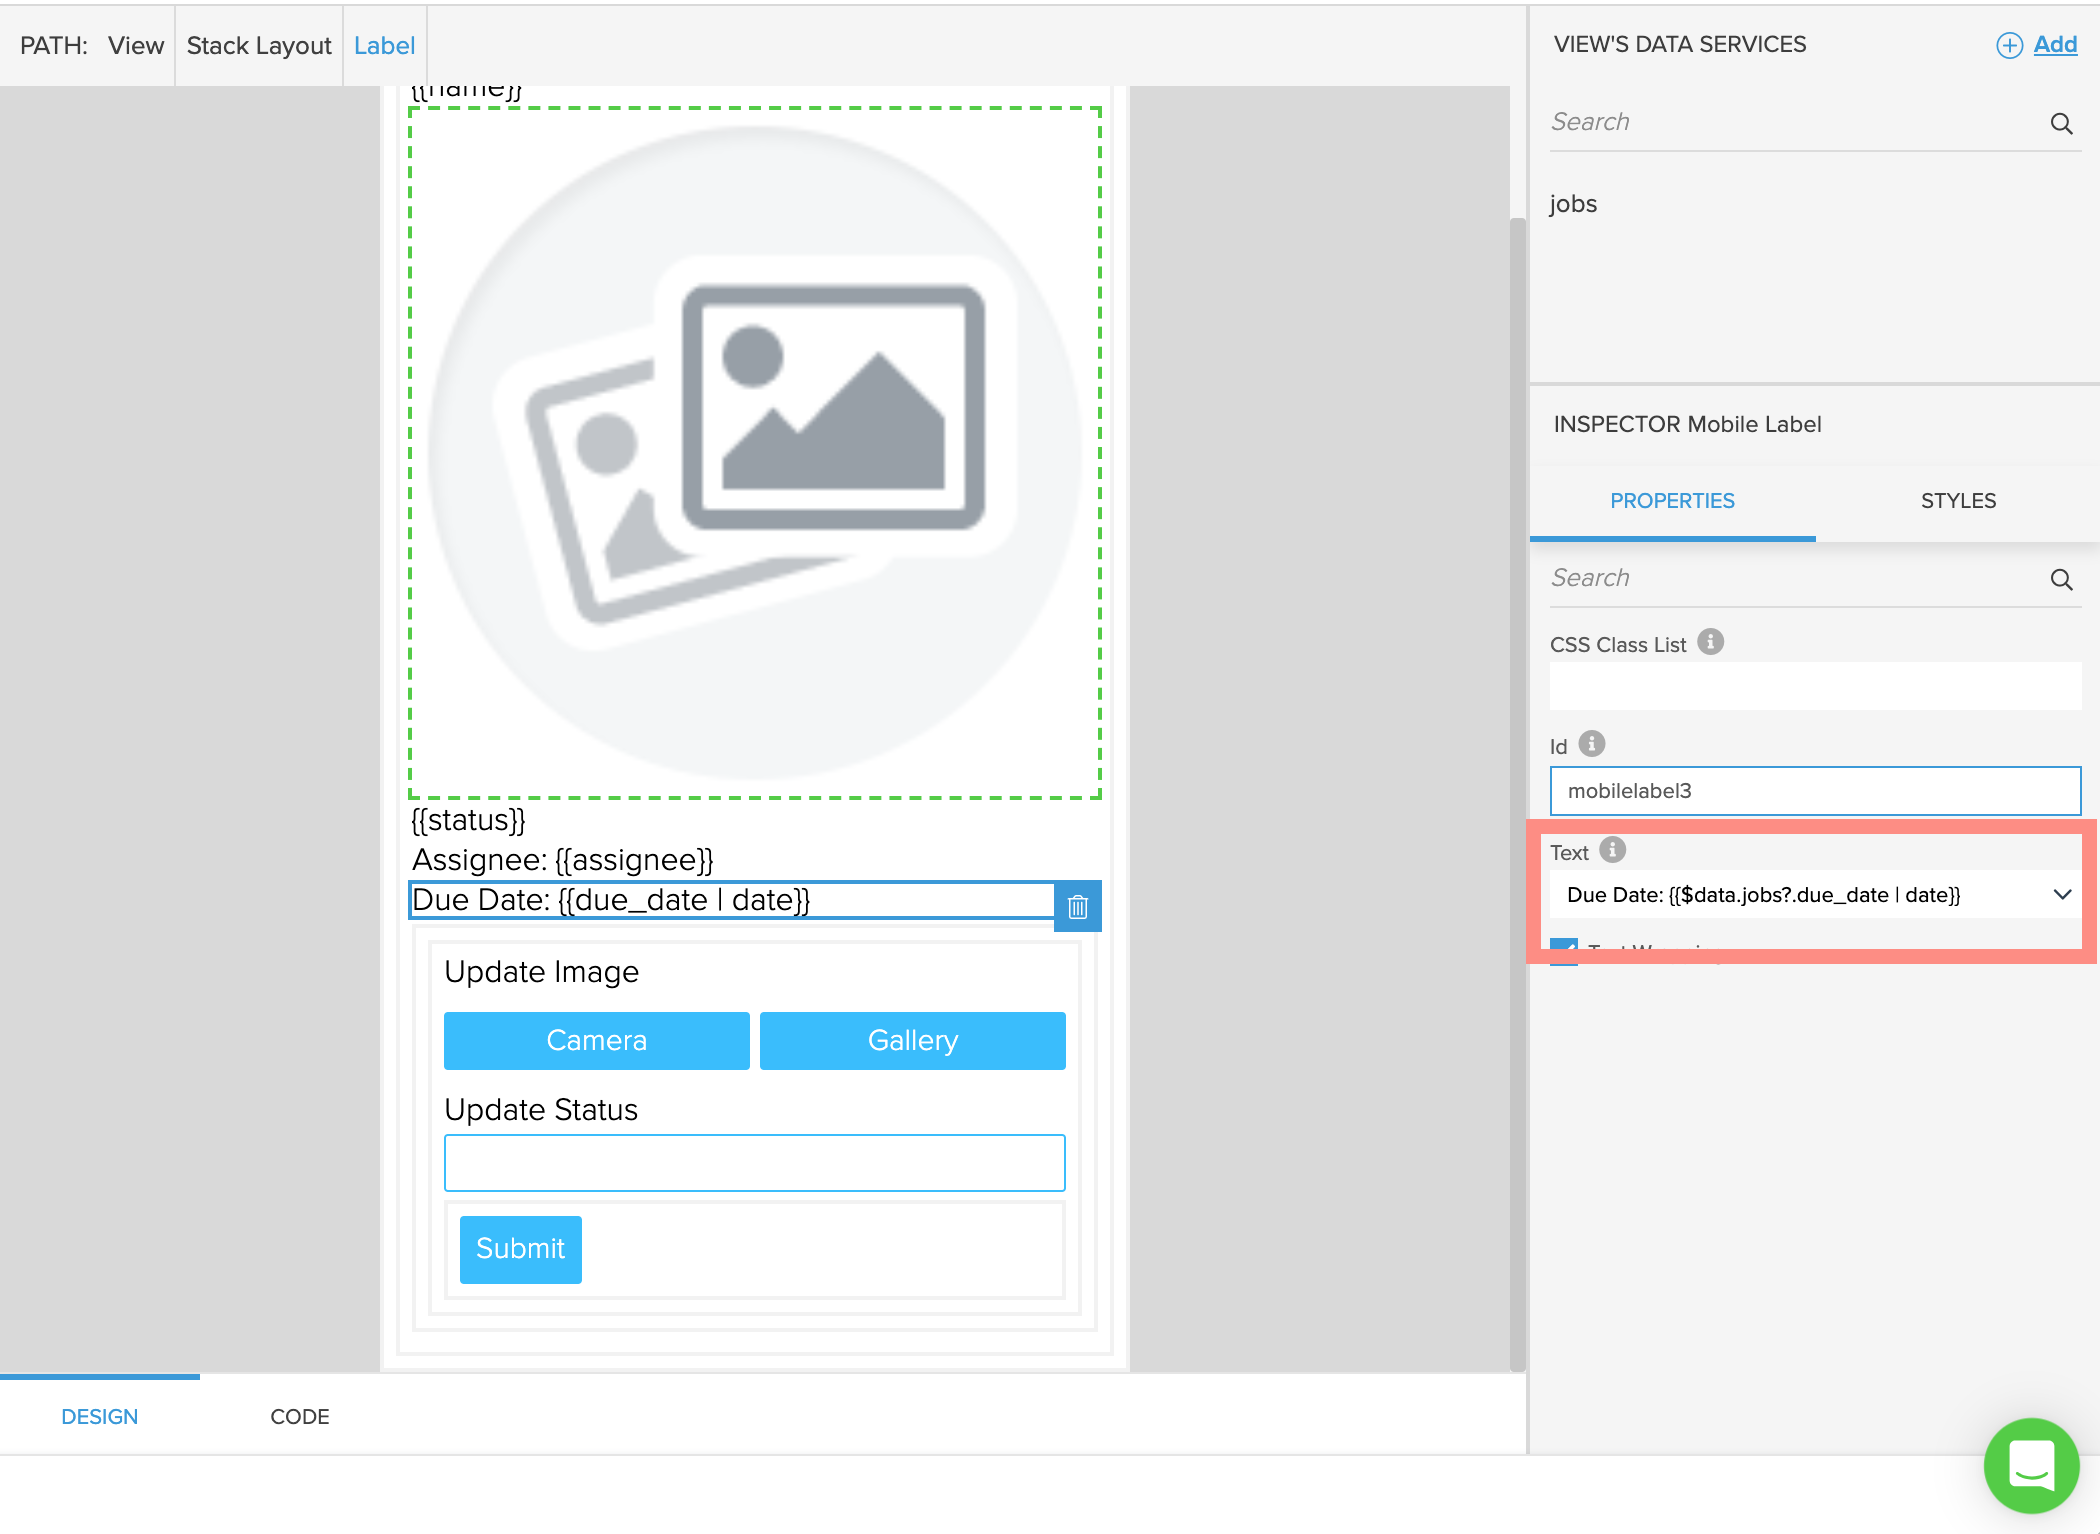 PATH: View Stack Layout Label
{{name}}
{{status}}
Assignee: {{assignee}}
Due Date: {{due_date | date}}
Update Image
Camera Gallery
Update Status
Submit
DESIGN CODE
VIEW'S DATA SERVICES Add
Search
jobs
INSPECTOR Mobile Label
PROPERTIES STYLES
Search
CSS Class List
Id
mobilelabel3
Text
Due Date: {{$data.jobs?.due_date | date}}